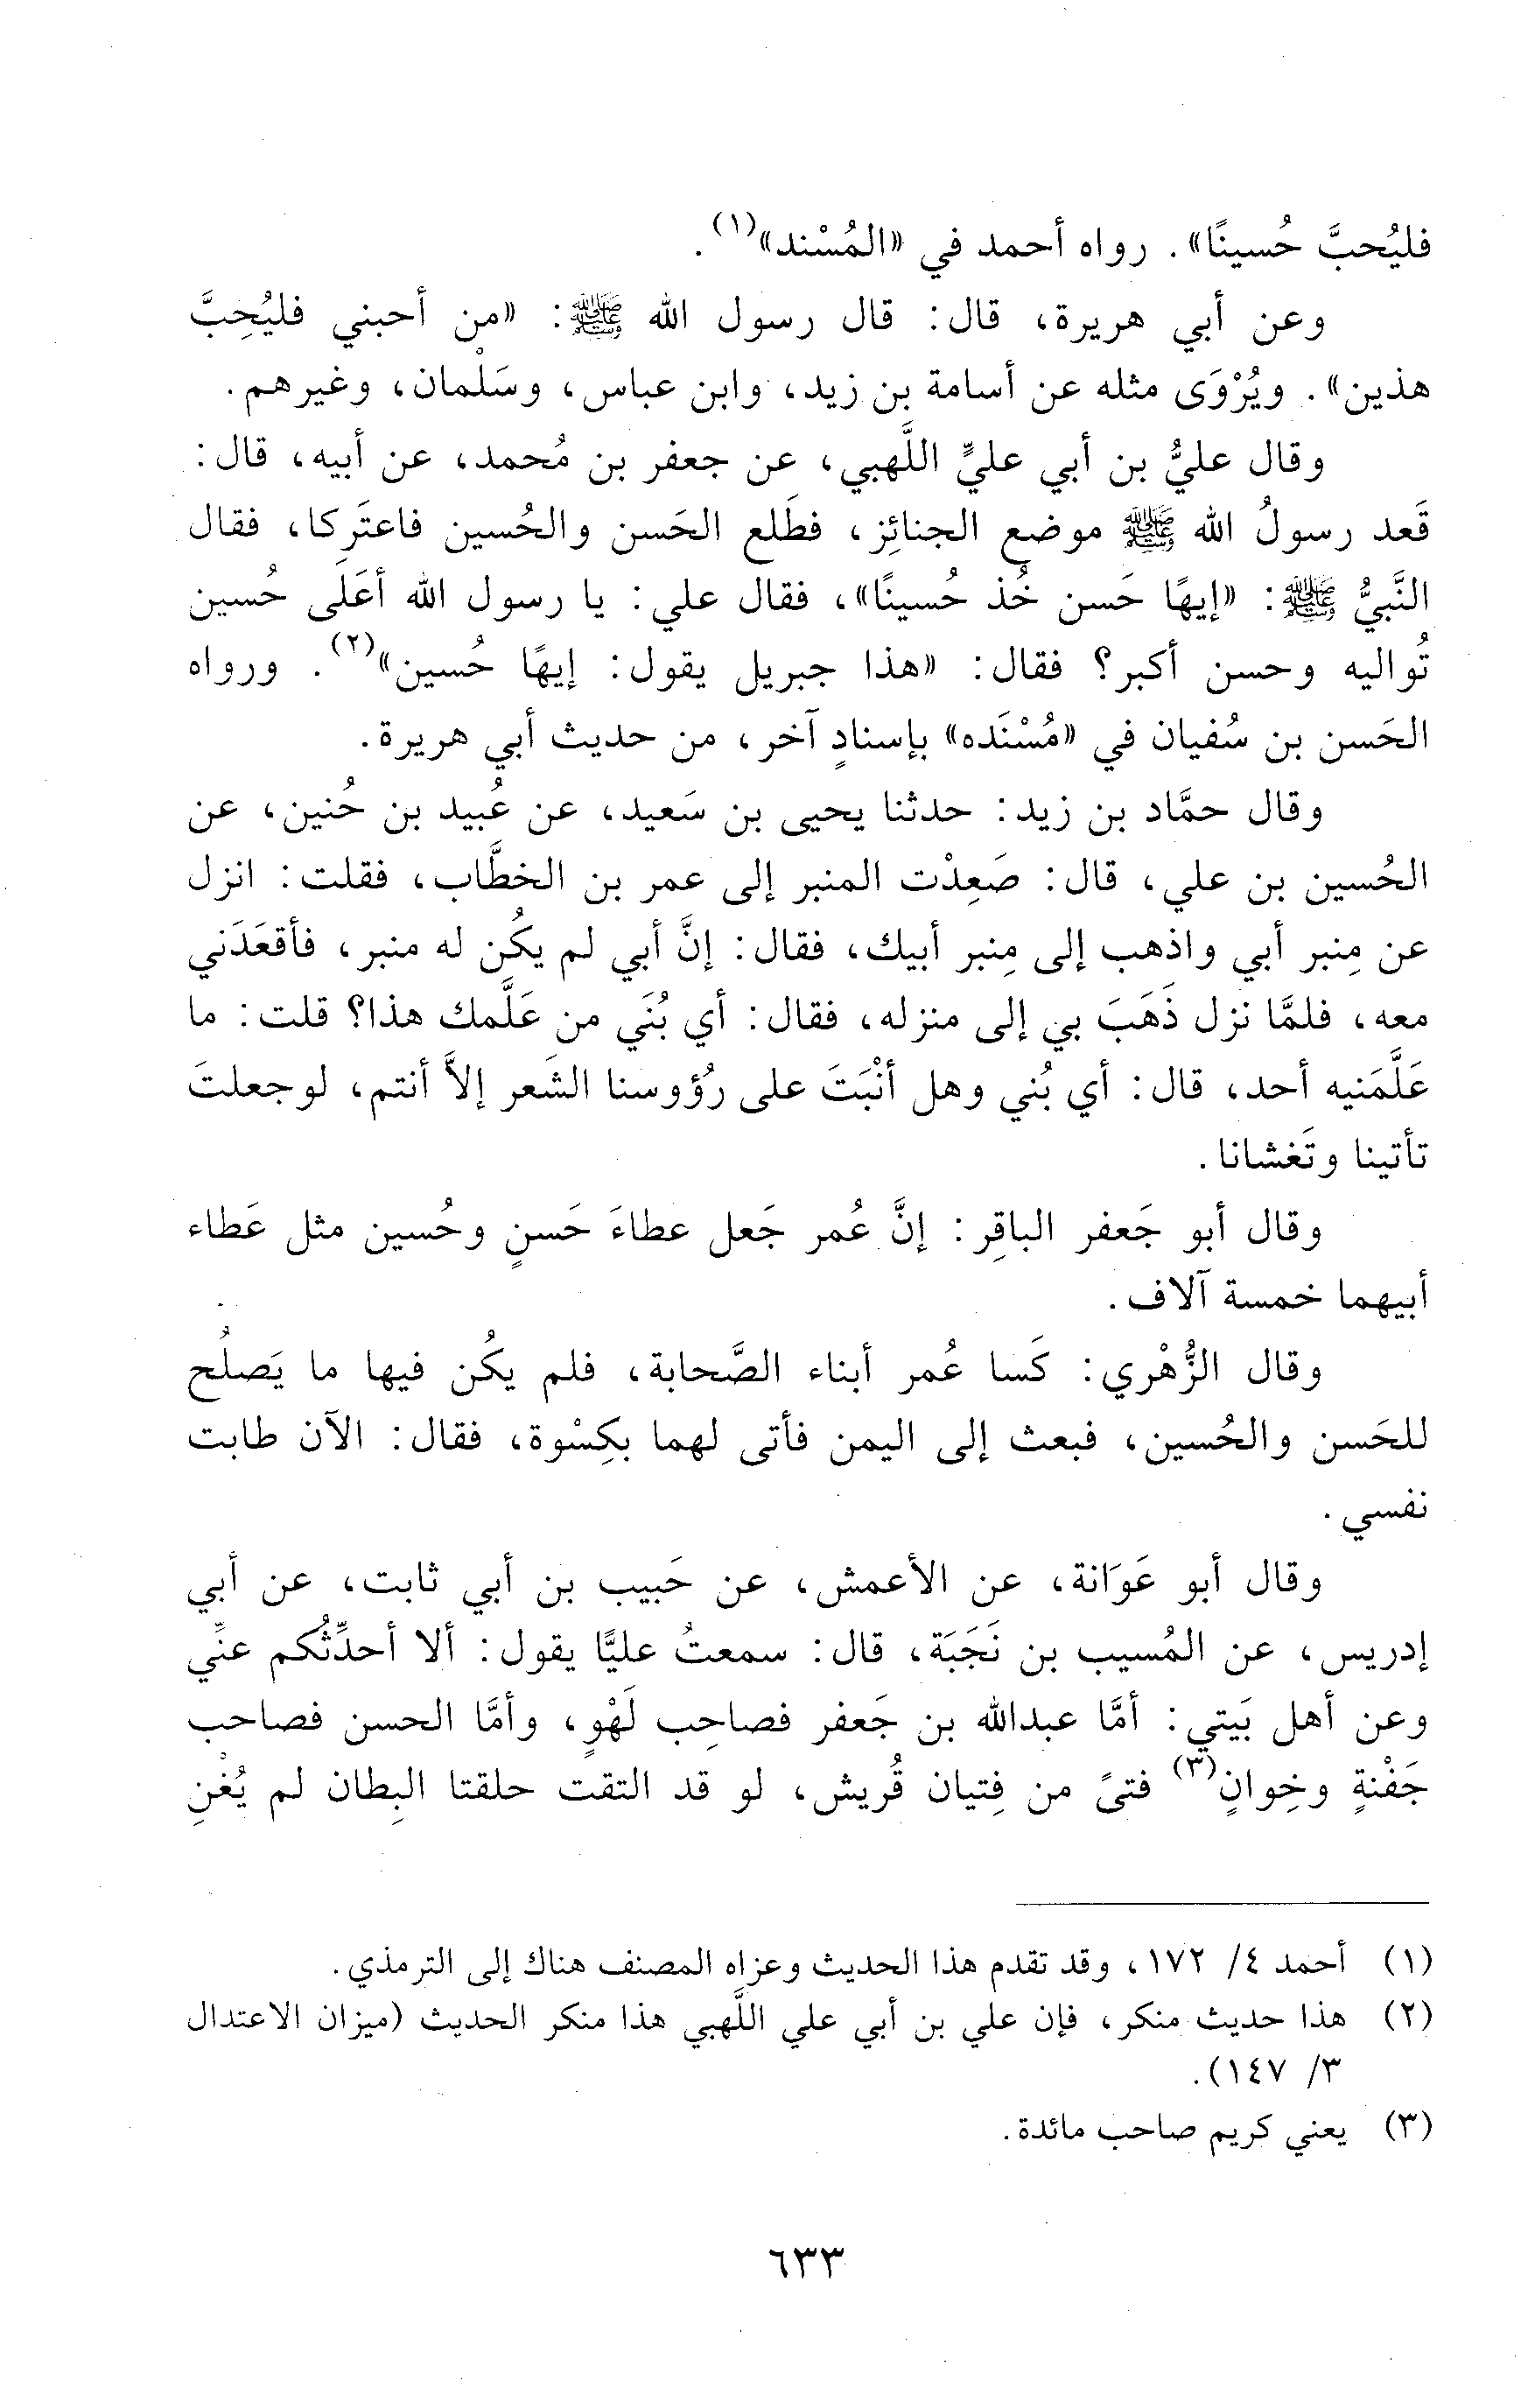 فليُحبَّ حُسينًا». رواه أحمد في «المُسْند»(١).
وعن أبي هريرة، قال: قال رسول الله ﷺ: «من أحبني فليُحِبَّ
هذين». ويُرْوَى مثله عن أسامة بن زيد، وابن عباس، وسَلْمان، وغيرهم.
وقال عليُّ بن أبي عليٍّ اللَّهبي، عن جعفر بن مُحمد، عن أبيه، قال:
قَعد رسولُ الله ﷺ موضع الجنائِز، فطَلع الحَسن والحُسين فاعتَرِكا، فقال
النَّبيُّ ﷺ: «إيهًا حَسن خُذ حُسينًا»، فقال علي: يا رسول الله أعَلَى حُسين
تُواليه وحسن أكبر؟ فقال: «هذا جبريل يقول: إيهًا حُسين»(٢). ورواه
الحَسن بن سُفيان في «مُسْنَده» بإسنادٍ آخر، من حديث أبي هريرة.
وقال حمَّاد بن زيد: حدثنا يحيى بن سَعيد، عن عُبيد بن حُنين، عن
الحُسين بن علي، قال: صَعِدْت المنبر إلى عمر بن الخطَّاب، فقلت: انزل
عن مِنبر أبي واذهب إلى مِنبر أبيك، فقال: إنَّ أبي لم يكُن له منبر، فأقعَدَني
معه، فلمَّا نزل ذَهَبَ بي إلى منزله، فقال: أي بُنَي من عَلَّمك هذا؟ قلت: ما
عَلَّمَنيه أحد، قال: أي بُني وهل أنْبَتَ على رُؤوسنا الشَعر إلاَّ أنتم، لوجعلتَ
تأتينا وتَغشانا.
وقال أبو جَعفر الباقِر: إنَّ عُمر جَعل عطاءَ حَسنٍ وحُسين مثل عَطاء
أبيهما خمسة آلاف.
وقال الزُّهْري: كَسا عُمر أبناء الصَّحابة، فلم يكُن فيها ما يَصلُح
للحَسن والحُسين، فبعث إلى اليمن فأتى لهما بكِسْوة، فقال: الآن طابت
نفسي.
وقال أبو عَوَانة، عن الأعمش، عن حَبيب بن أبي ثابت، عن أبي
إدريس، عن المُسيب بن نَجَبَة، قال: سمعتُ عليًّا يقول: ألا أحدِّثُكم عنِّي
وعن أهل بَيتي: أمَّا عبدالله بن جَعفر فصاحِب لَهْوٍ، وأمَّا الحسن فصاحب
جَفْنةٍ وخِوانٍ(٣) فتىً من فِتيان قُريش، لو قد التقت حلقتا البِطان لم يُغْنِ
(١) أحمد ٤/ ١٧٢، وقد تقدم هذا الحديث وعزاه المصنف هناك إلى الترمذي.
(٢) هذا حديث منكر، فإن علي بن أبي علي اللَّهبي هذا منكر الحديث (ميزان الاعتدال
٣/ ١٤٧).
(٣) يعني كريم صاحب مائدة.
٦٣٣